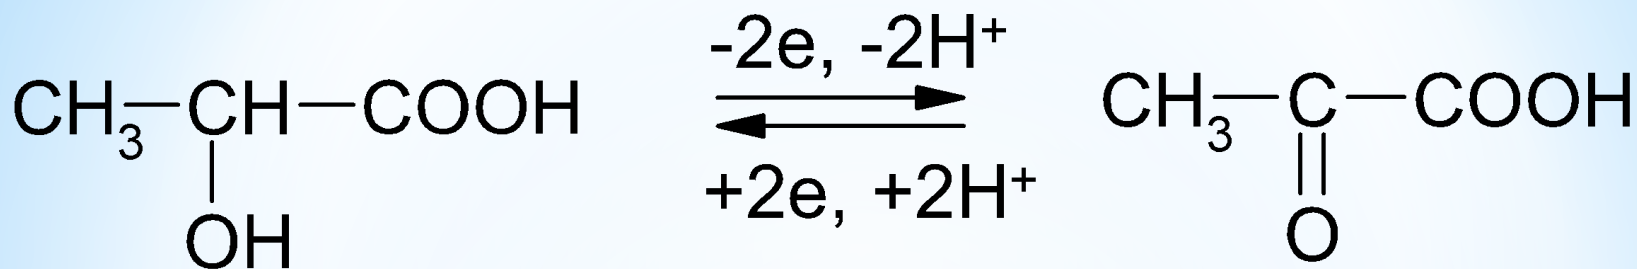 -2e, -2H⁺
CH₃—CH—COOH CH₃—C—COOH
+2e, +2H⁺
OH O